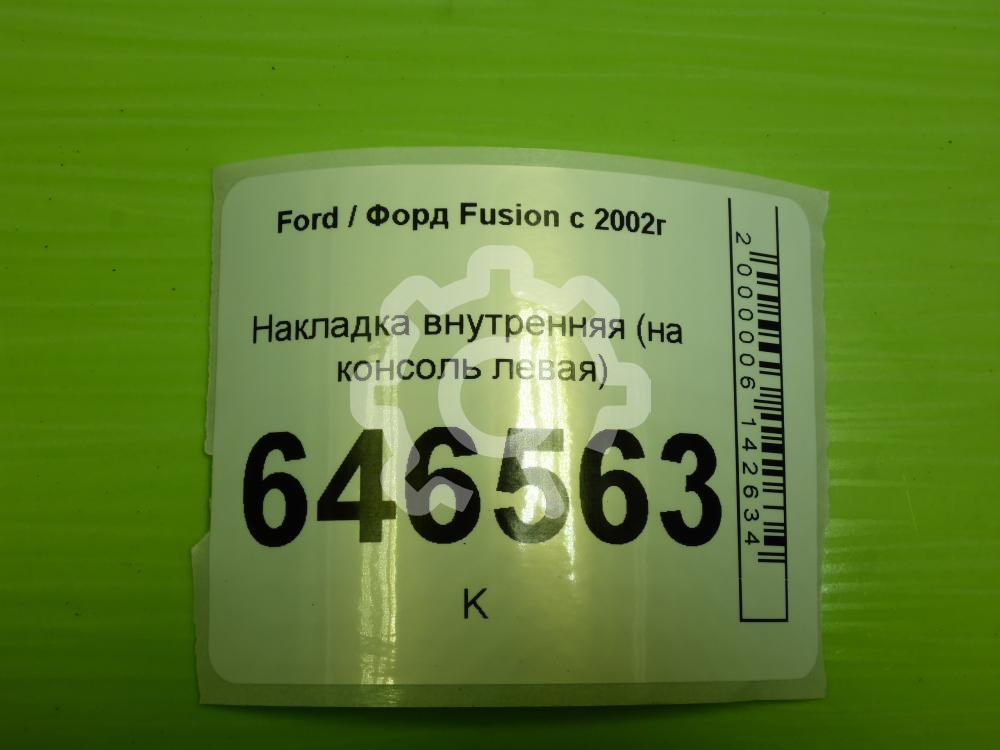 Ford / Форд Fusion с 2002г
Накладка внутренняя (на
консоль левая)
646563
К
2000006142634